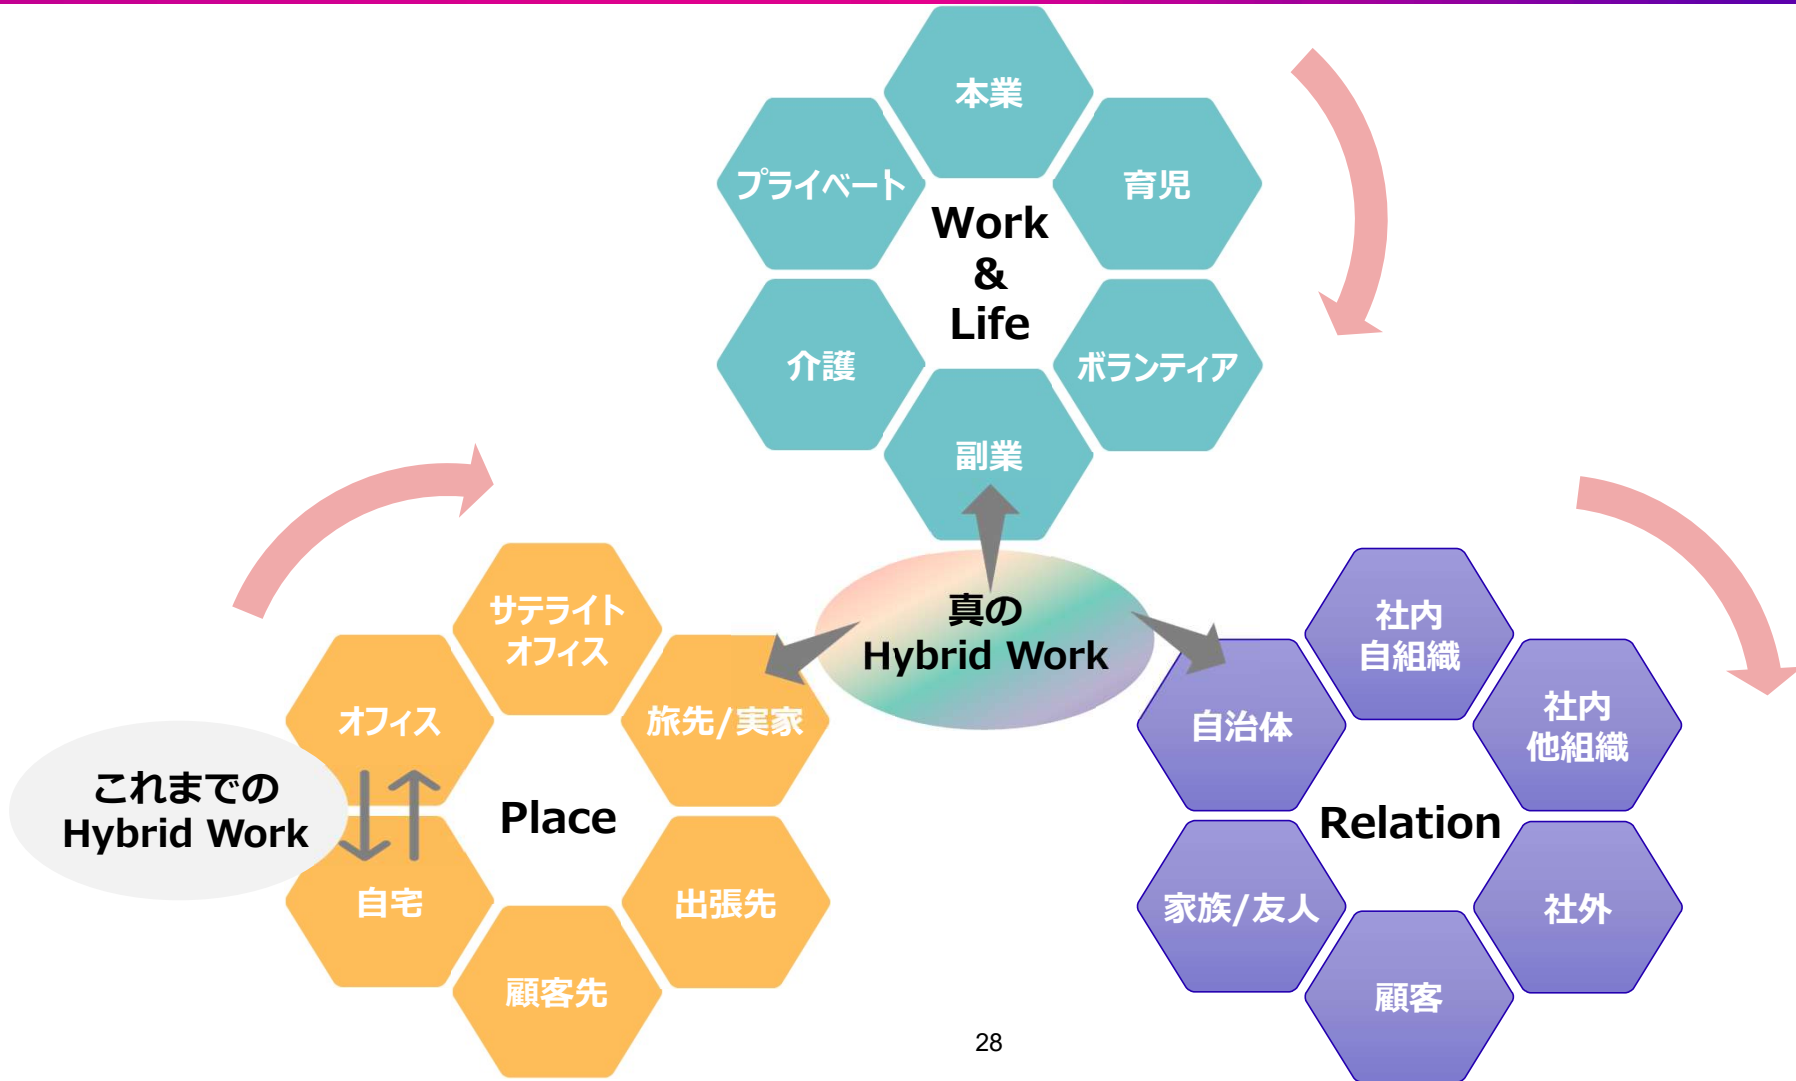 本業
プライベート
育児
Work
&
Life
介護
ボランティア
副業
真の
Hybrid Work
サテライト
オフィス
オフィス
旅先/実家
これまでの
Hybrid Work
Place
自宅
出張先
顧客先
社内
自組織
自治体
社内
他組織
Relation
家族/友人
社外
顧客
28